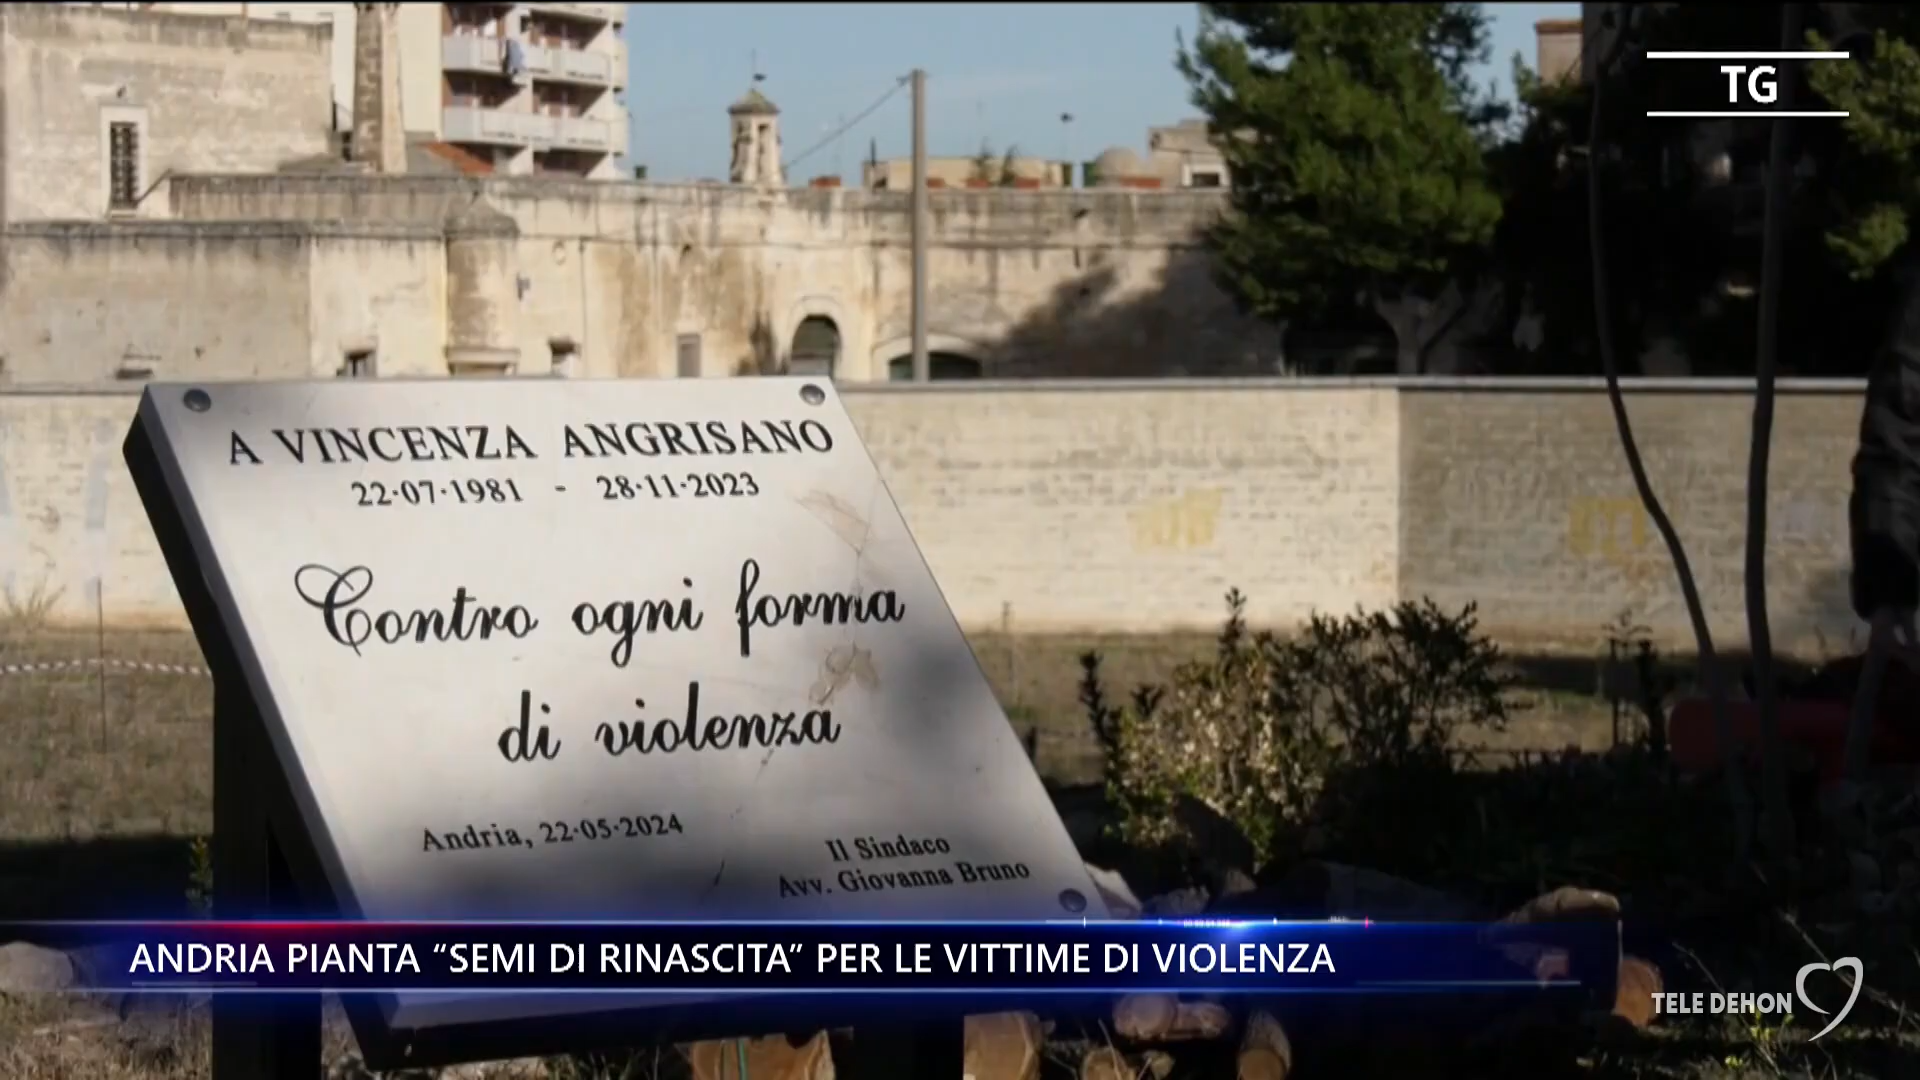 TG
A VINCENZA ANGRISANO
22·07·1981 - 28·11·2023
Contro ogni forma
di violenza
Andria, 22·05·2024
Il Sindaco
Avv. Giovanna Bruno
ANDRIA PIANTA “SEMI DI RINASCITA” PER LE VITTIME DI VIOLENZA
TELE DEHON